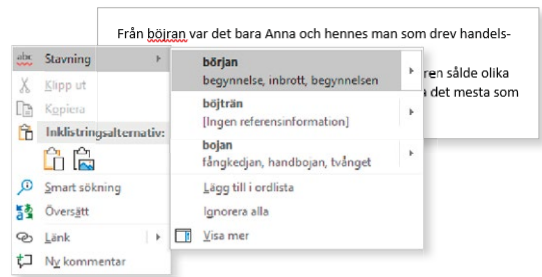 Från böjran var det bara Anna och hennes man som drev handels-
ren sålde olika
det mesta som
abc Stavning
Klipp ut
Kopiera
Inklistringsalternativ:
Smart sökning
Översätt
Länk
Ny kommentar
början
begynnelse, inbrott, begynnelsen
böjträn
[Ingen referensinformation]
bojan
fångkedjan, handbojan, tvånget
Lägg till i ordlista
Ignorera alla
Visa mer